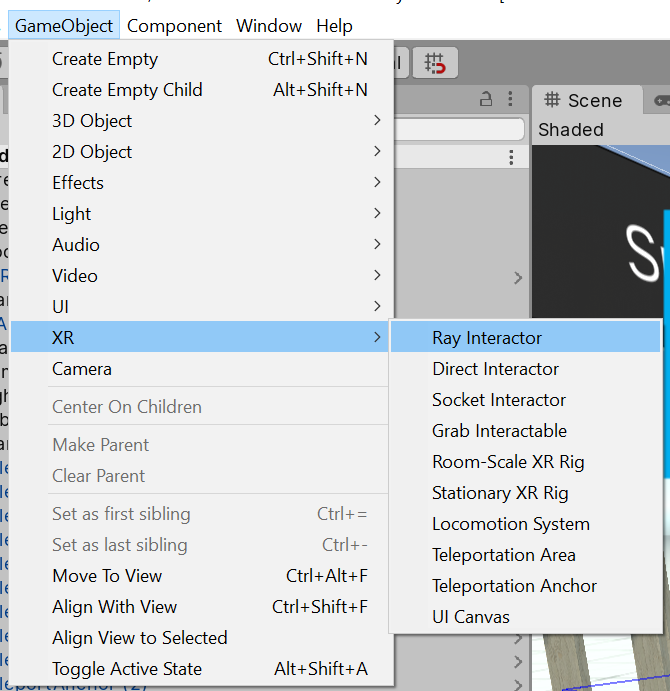 GameObject Component Window Help
Create Empty Ctrl+Shift+N
Create Empty Child Alt+Shift+N
3D Object
2D Object
Effects
Light
Audio
Video
UI
XR
Camera
Center On Children
Make Parent
Clear Parent
Set as first sibling Ctrl+=
Set as last sibling Ctrl+-
Move To View Ctrl+Alt+F
Align With View Ctrl+Shift+F
Align View to Selected
Toggle Active State Alt+Shift+A
Ray Interactor
Direct Interactor
Socket Interactor
Grab Interactable
Room-Scale XR Rig
Stationary XR Rig
Locomotion System
Teleportation Area
Teleportation Anchor
UI Canvas
Scene
Shaded